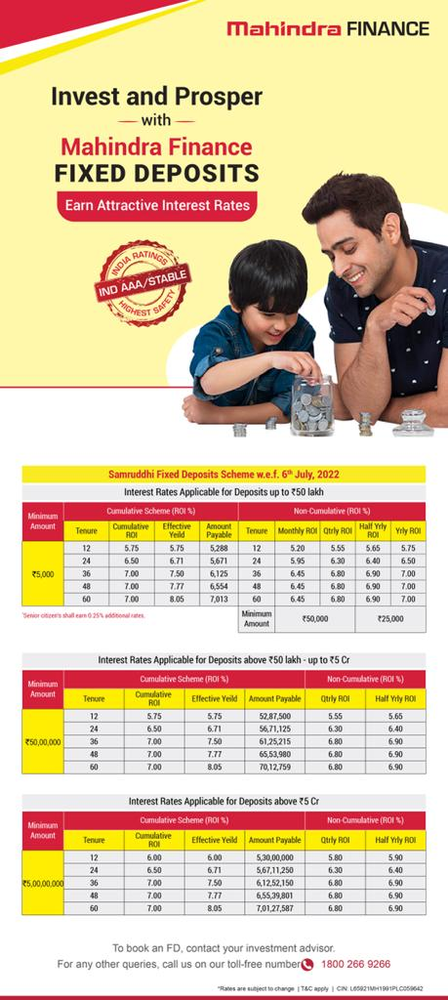 Mahindra FINANCE
Invest and Prosper
with
Mahindra Finance
FIXED DEPOSITS
Earn Attractive Interest Rates
INDIA RATINGS
IND AAA/STABLE
HIGHEST SAFETY
Samruddhi Fixed Deposits Scheme w.e.f. 6th July, 2022
Interest Rates Applicable for Deposits up to ₹50 lakh
Minimum Amount Cumulative Scheme (ROI %) Non-Cumulative (ROI %)
Tenure Cumulative ROI Effective Yeild Amount Payable Tenure Monthly ROI Qtrly ROI Half Yrly ROI Yrly ROI
₹5,000
12 5.75 5.75 5,288 12 5.20 5.55 5.65 5.75
24 6.50 6.71 5,671 24 5.95 6.30 6.40 6.50
36 7.00 7.50 6,125 36 6.45 6.80 6.90 7.00
48 7.00 7.77 6,554 48 6.45 6.80 6.90 7.00
60 7.00 8.05 7,013 60 6.45 6.80 6.90 7.00
*Senior citizen's shall earn 0.25% additional rates.
Minimum Amount ₹50,000 ₹25,000
Interest Rates Applicable for Deposits above ₹50 lakh - up to ₹5 Cr
Minimum Amount Cumulative Scheme (ROI %) Non-Cumulative (ROI %)
Tenure Cumulative ROI Effective Yeild Amount Payable Qtrly ROI Half Yrly ROI
₹50,00,000
12 5.75 5.75 52,87,500 5.55 5.65
24 6.50 6.71 56,71,125 6.30 6.40
36 7.00 7.50 61,25,215 6.80 6.90
48 7.00 7.77 65,53,980 6.80 6.90
60 7.00 8.05 70,12,759 6.80 6.90
Interest Rates Applicable for Deposits above ₹5 Cr
Minimum Amount Cumulative Scheme (ROI %) Non-Cumulative (ROI %)
Tenure Cumulative ROI Effective Yeild Amount Payable Qtrly ROI Half Yrly ROI
₹5,00,00,000
12 6.00 6.00 5,30,00,000 5.80 5.90
24 6.50 6.71 5,67,11,250 6.30 6.40
36 7.00 7.50 6,12,52,150 6.80 6.90
48 7.00 7.77 6,55,39,801 6.80 6.90
60 7.00 8.05 7,01,27,587 6.80 6.90
To book an FD, contact your investment advisor.
For any other queries, call us on our toll-free number 1800 266 9266
*Rates are subject to change | T&C apply | CIN: L65921MH1991PLC059642